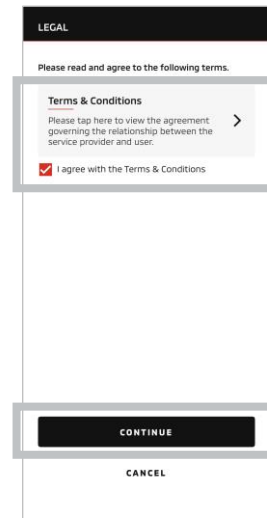 LEGAL
Please read and agree to the following terms.
Terms & Conditions
Please tap here to view the agreement
governing the relationship between the
service provider and user.
I agree with the Terms & Conditions
CONTINUE
CANCEL